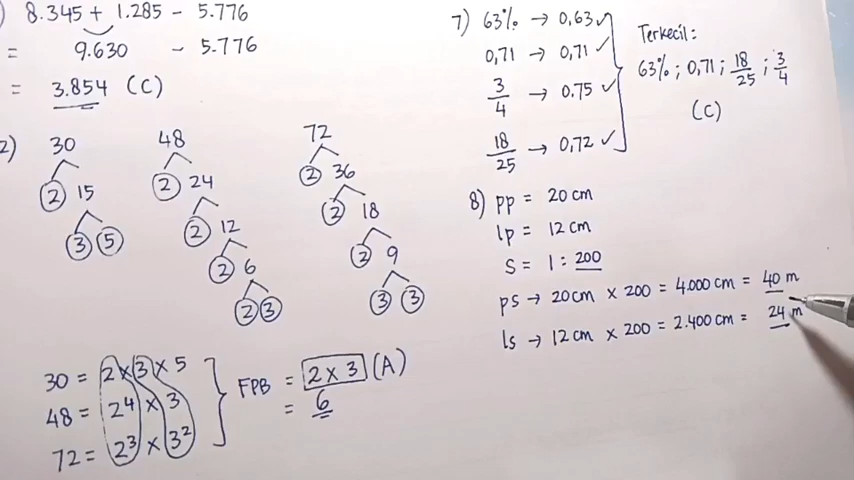 ) 8.345 + 1.285 - 5.776
= 9.630 - 5.776
= 3.854 (C)
2) 30 48 72
2 15 2 24 2 36
3 5 2 12 2 18
2 6 2 9
2 3 3 3
30 = 2 x 3 x 5
48 = 2⁴ x 3
72 = 2³ x 3²
FPB = 2 x 3 (A)
= 6
7) 63% → 0,63 ✓
0,71 → 0,71 ✓
3/4 → 0.75 ✓
18/25 → 0,72 ✓
Terkecil:
63% ; 0,71 ; 18/25 ; 3/4
(C)
8) pp = 20 cm
lp = 12 cm
S = 1 : 200
ps → 20 cm x 200 = 4.000 cm = 40 m
ls → 12 cm x 200 = 2.400 cm = 24 m